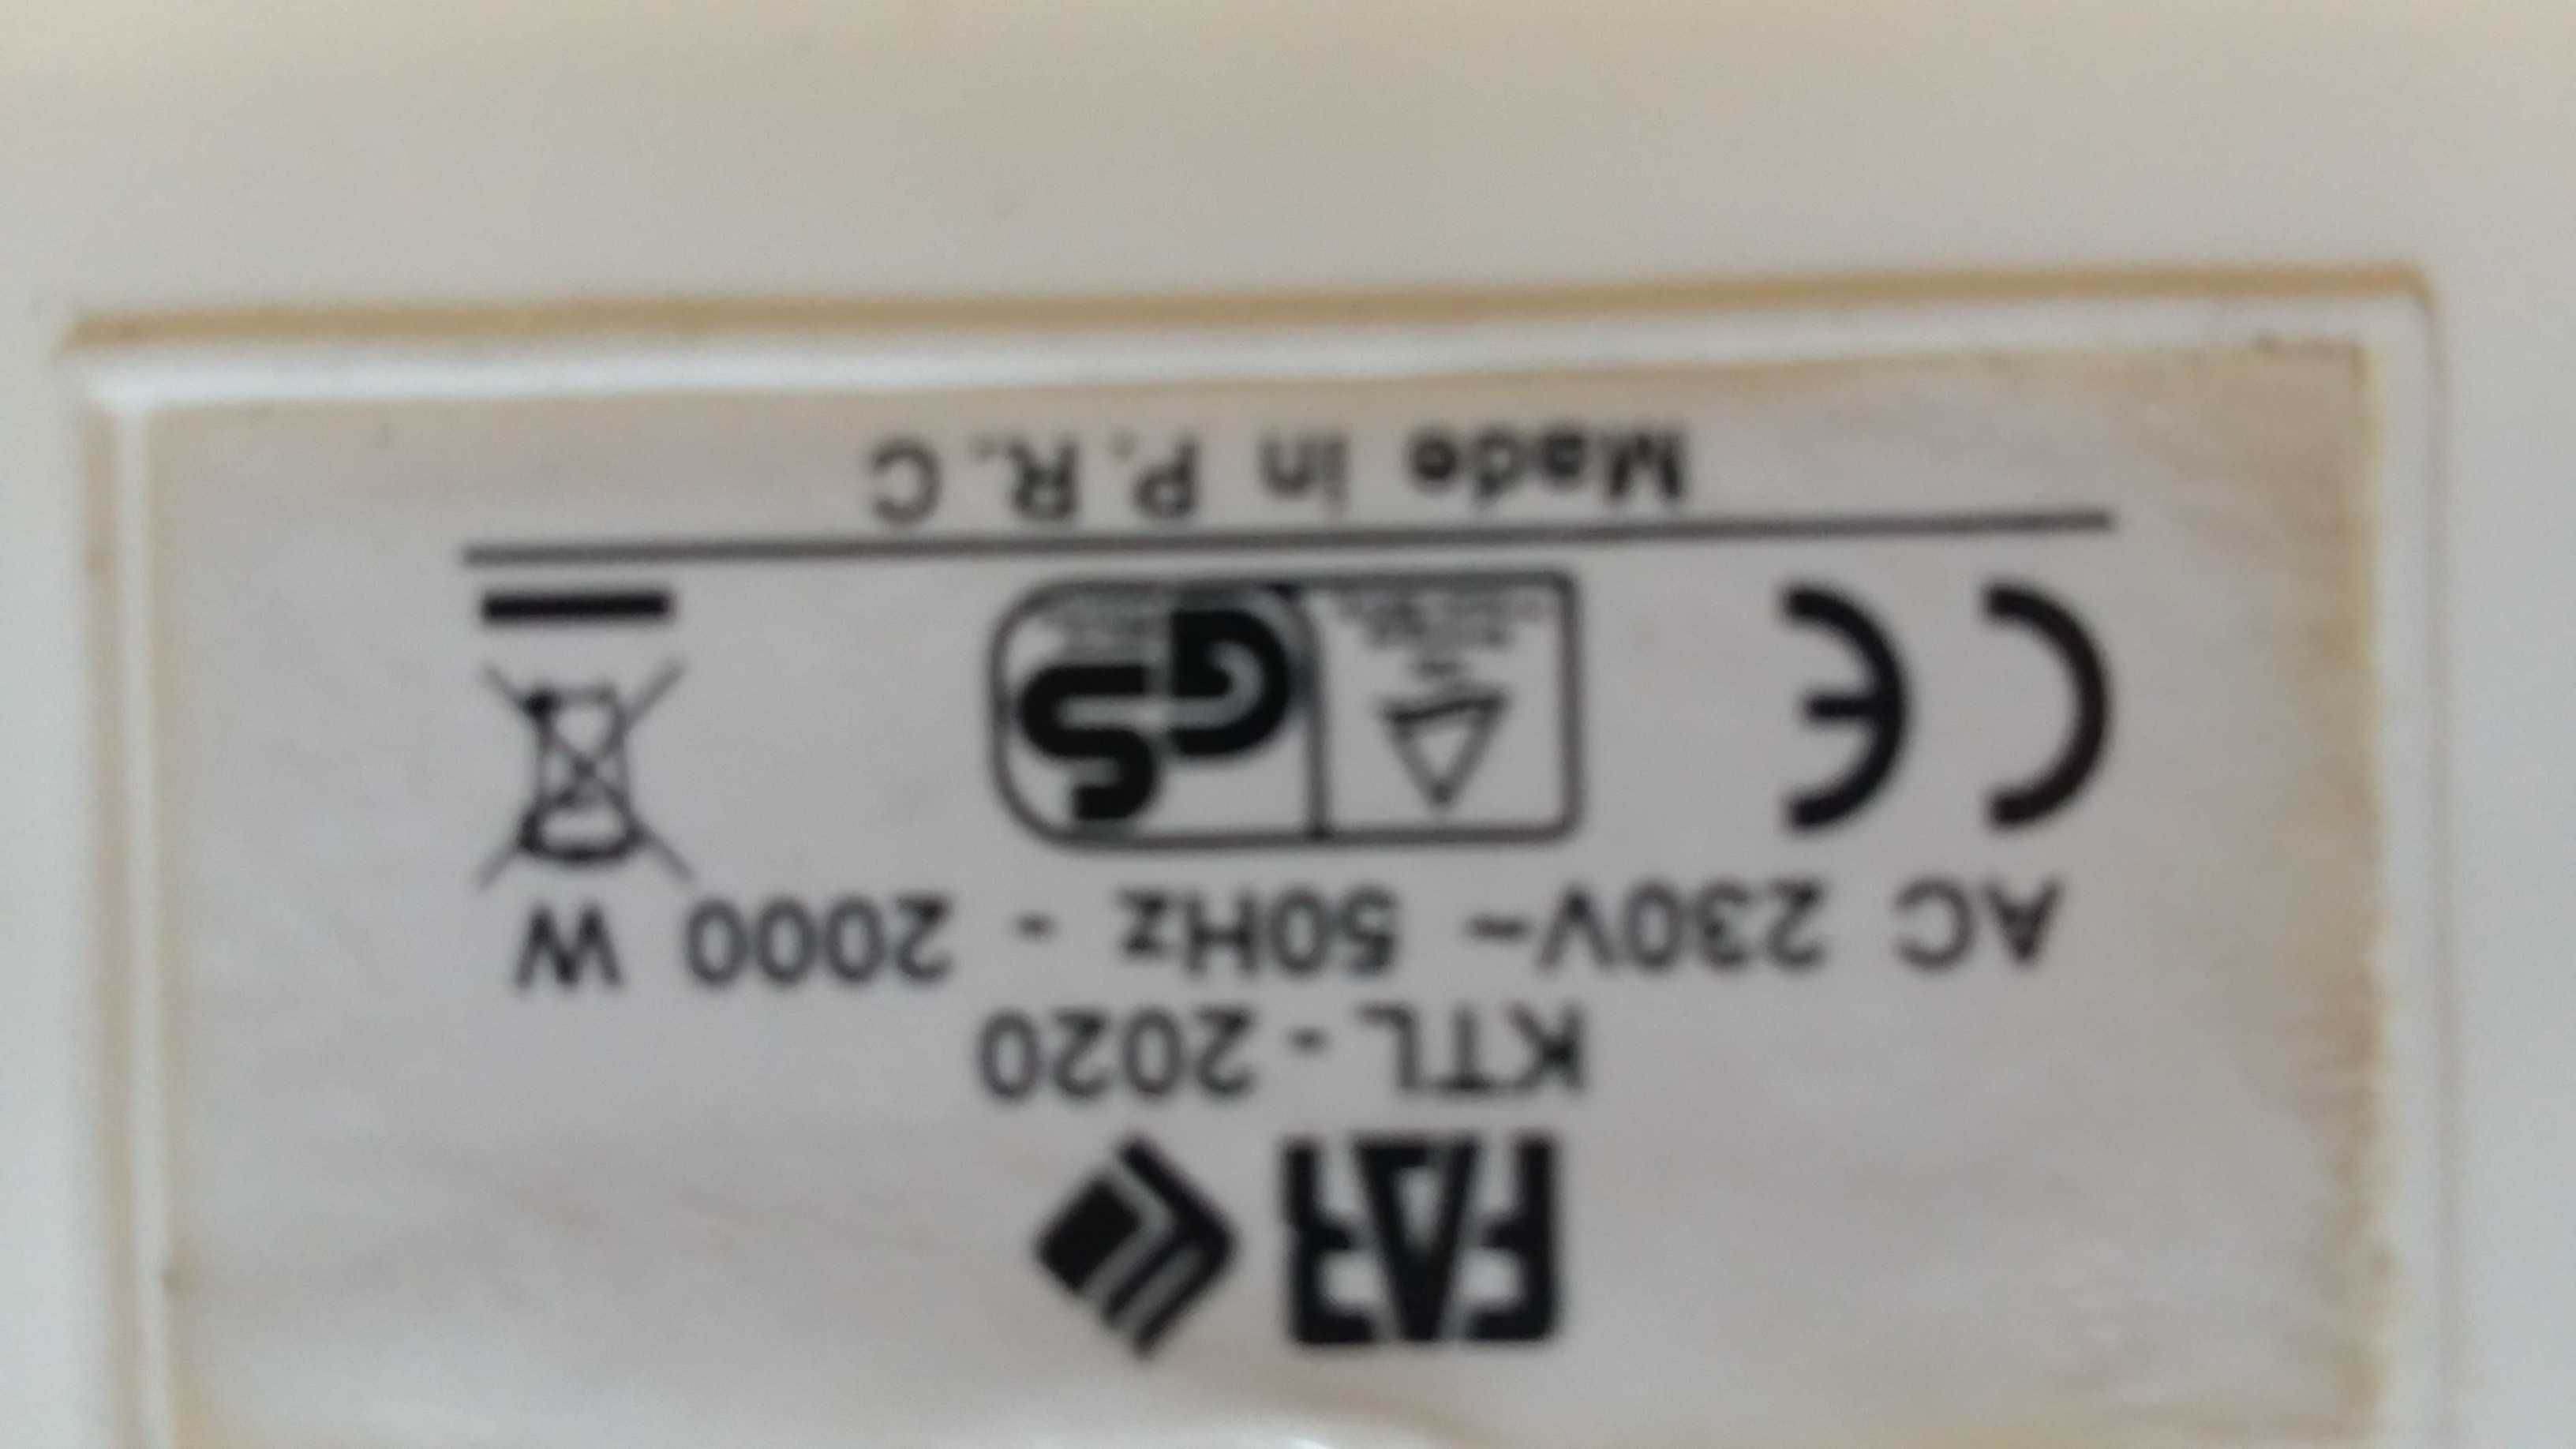 FAR
KTL - 2020
AC 230V~ 50Hz - 2000 W
CE GS
Made in P.R.C